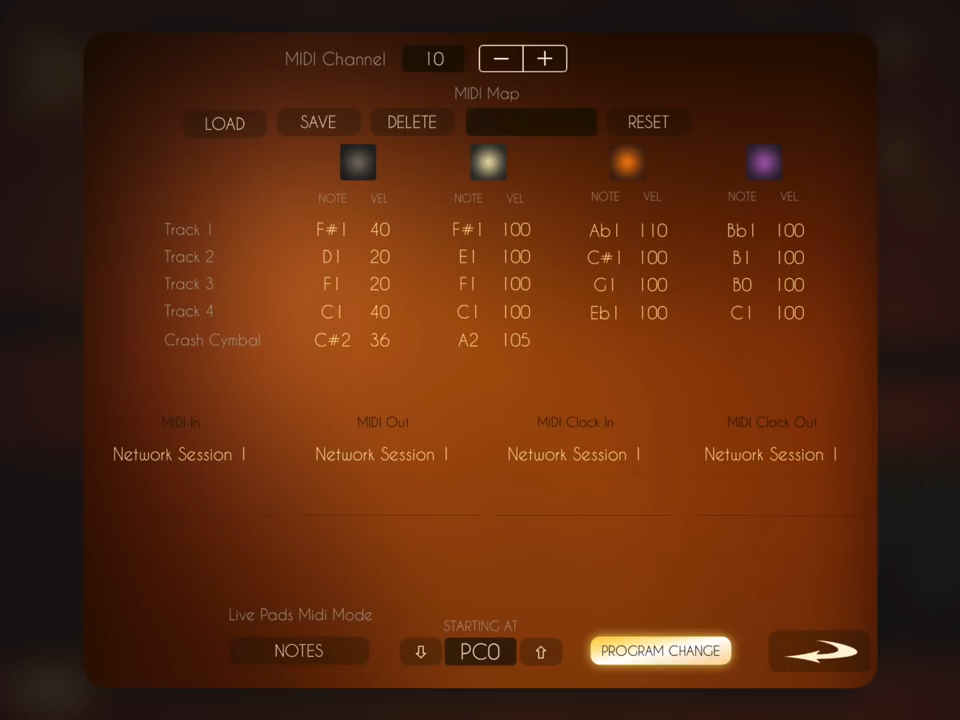 MIDI Channel 10 − +
MIDI Map
LOAD SAVE DELETE RESET
NOTE VEL NOTE VEL NOTE VEL NOTE VEL
Track 1 F#1 40 F#1 100 Ab1 110 Bb1 100
Track 2 D1 20 E1 100 C#1 100 B1 100
Track 3 F1 20 F1 100 G1 100 B0 100
Track 4 C1 40 C1 100 Eb1 100 C1 100
Crash Cymbal C#2 36 A2 105
MIDI In MIDI Out MIDI Clock In MIDI Clock Out
Network Session 1 Network Session 1 Network Session 1 Network Session 1
Live Pads Midi Mode
STARTING AT
NOTES PC0 PROGRAM CHANGE